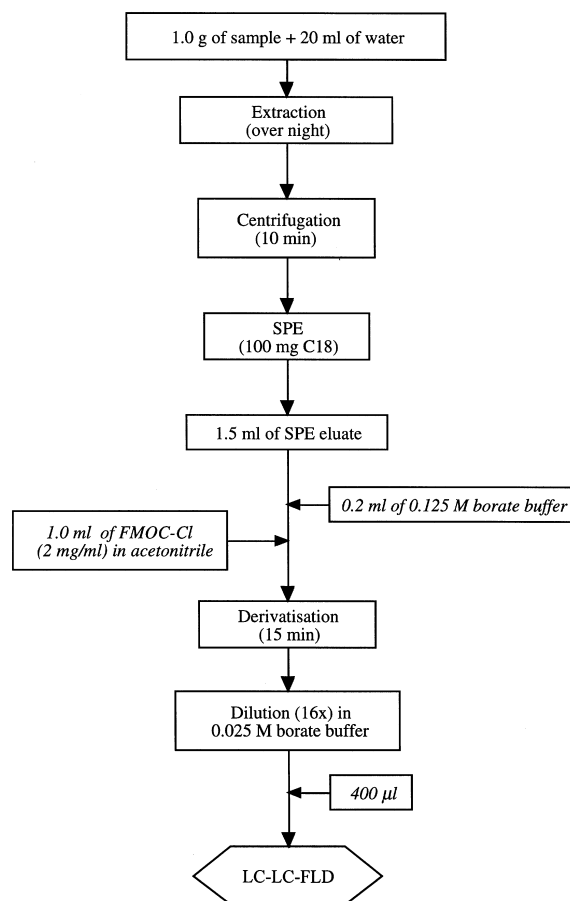 1.0 g of sample + 20 ml of water
Extraction
(over night)
Centrifugation
(10 min)
SPE
(100 mg C18)
1.5 ml of SPE eluate
0.2 ml of 0.125 M borate buffer
1.0 ml of FMOC-Cl
(2 mg/ml) in acetonitrile
Derivatisation
(15 min)
Dilution (16x) in
0.025 M borate buffer
400 µl
LC-LC-FLD